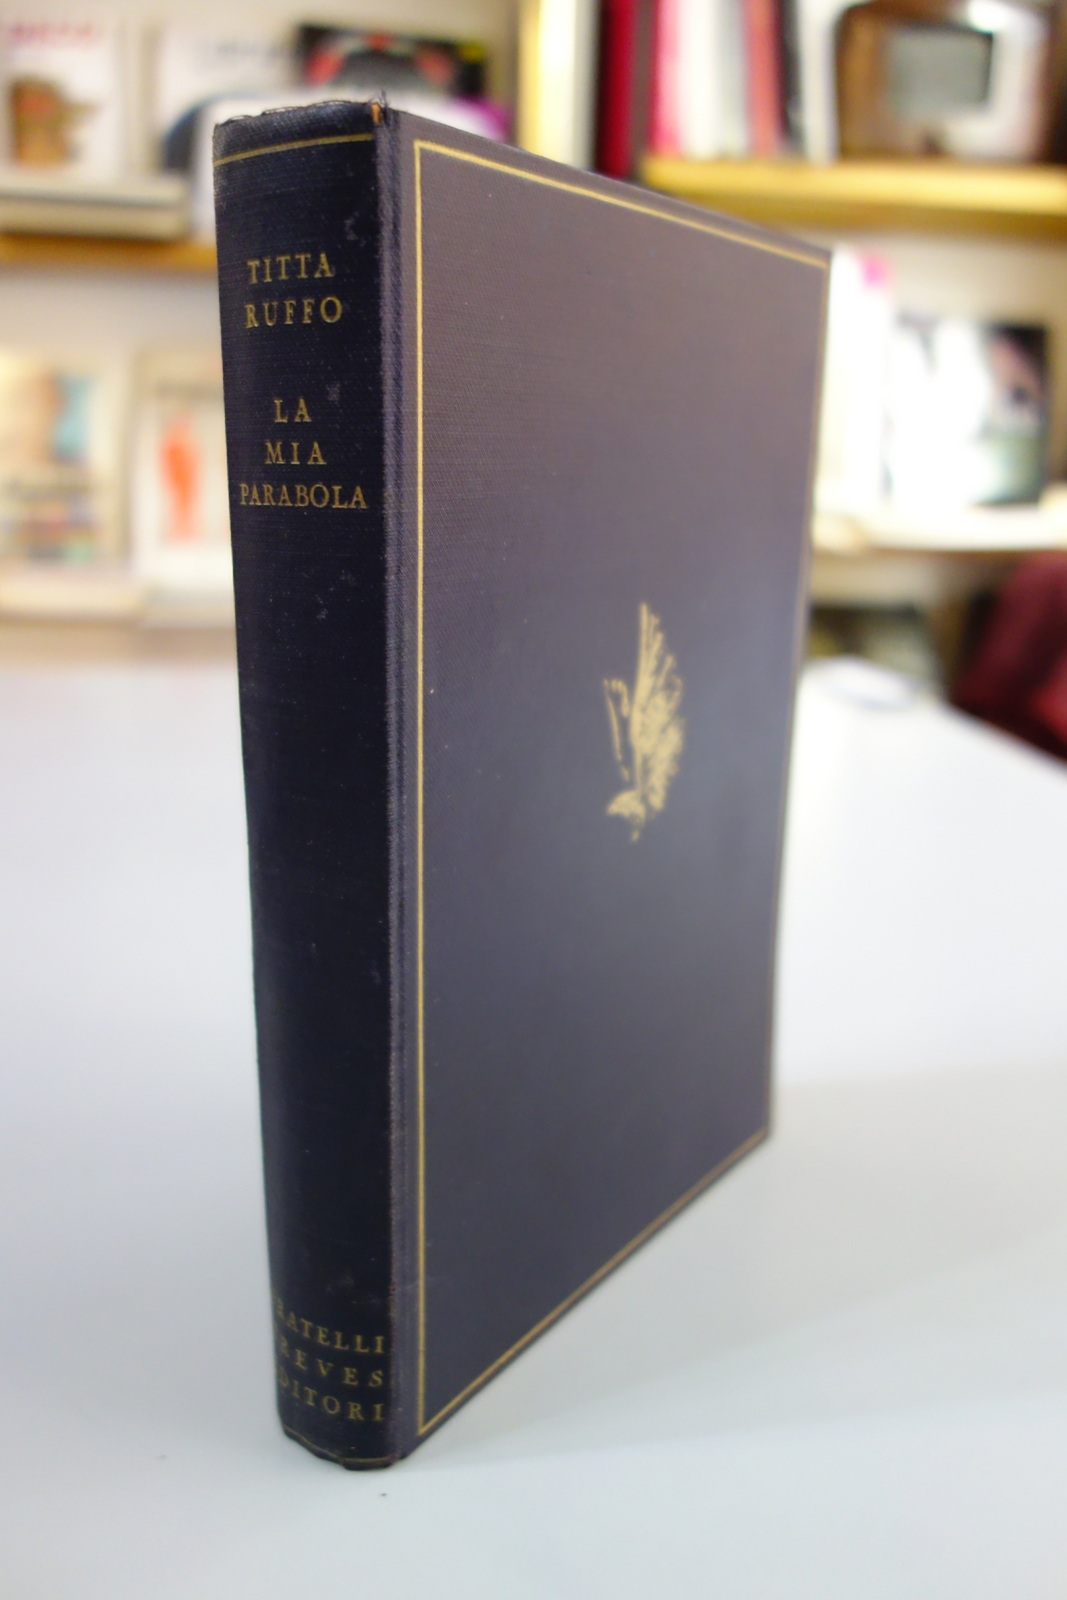 TITTA
RUFFO
LA
MIA
PARABOLA
RATELLI
REVES
DITORI